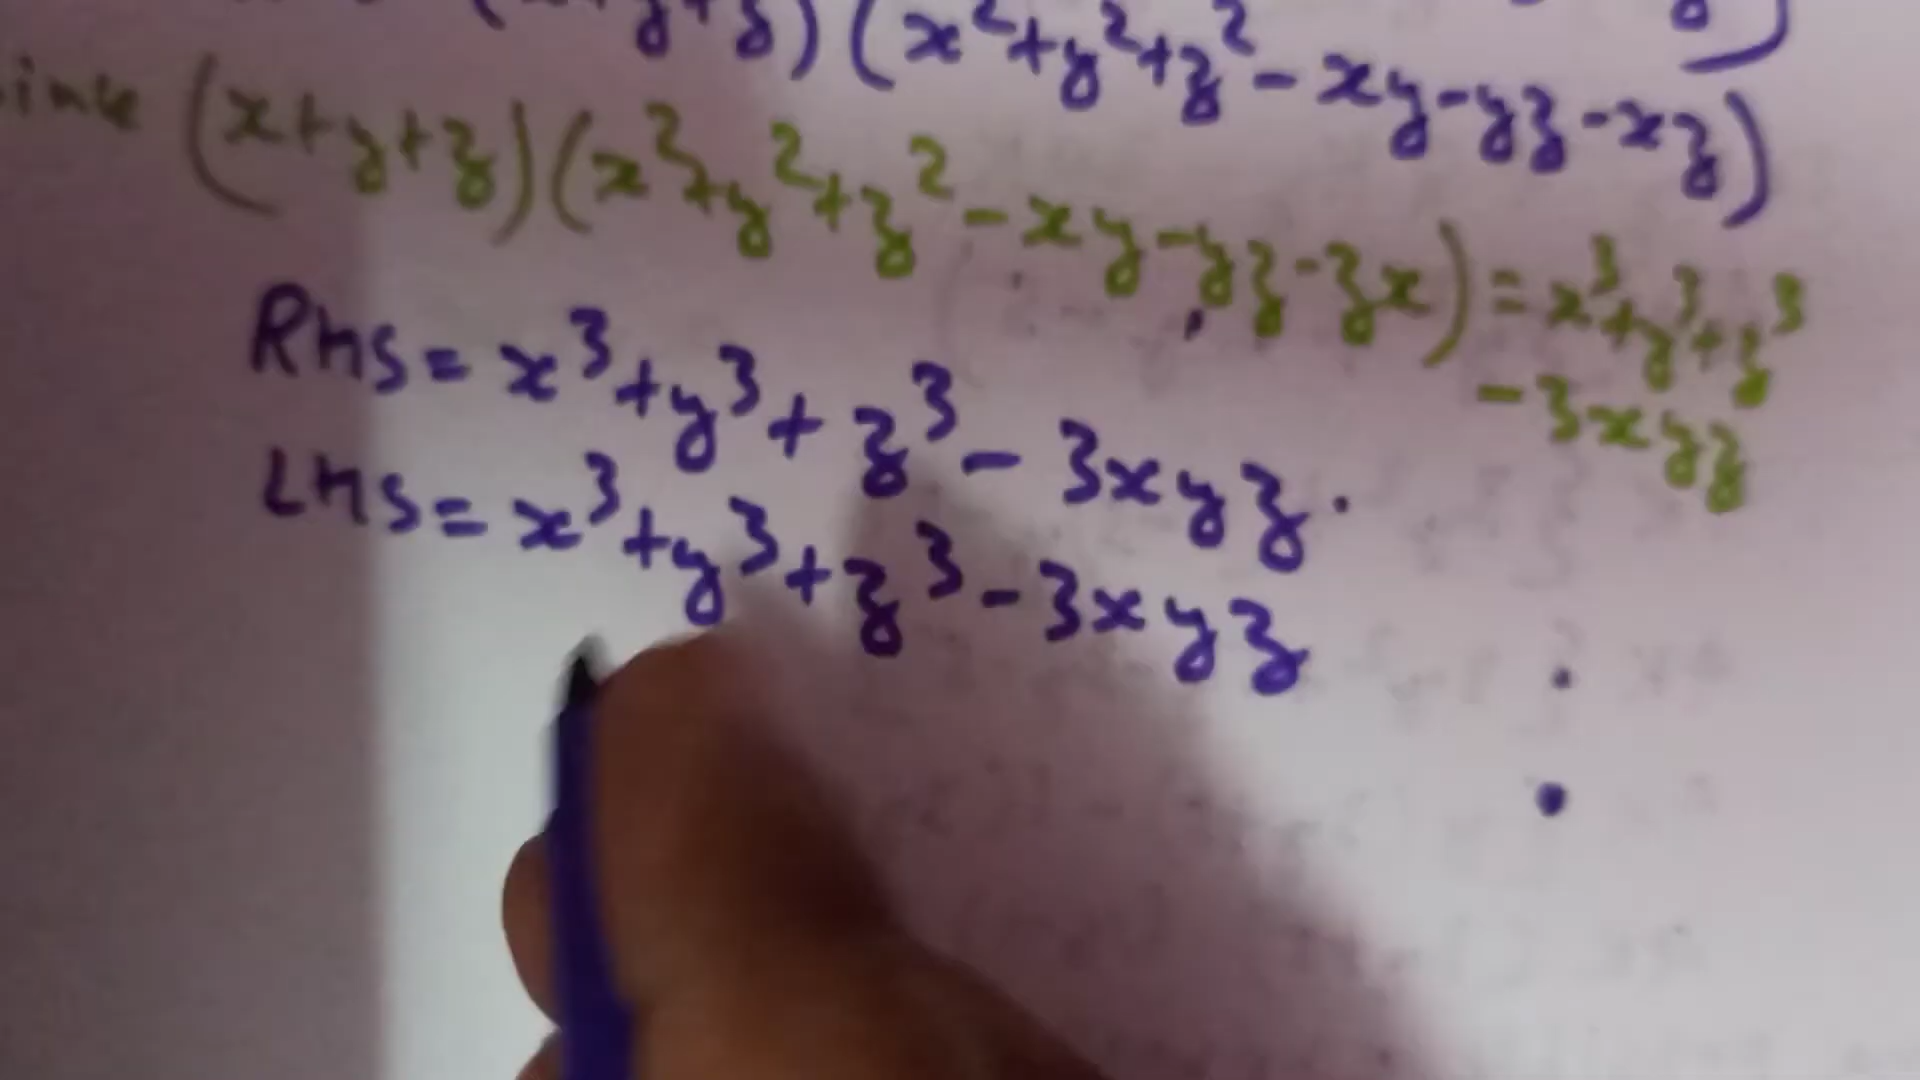 (x+y+z)(x²+y²+z²-xy-yz-xz)
(x+y+z)(x²+y²+z²-xy-yz-zx)=x³+y³+z³
-3xyz
RHS=x³+y³+z³-3xyz.
LHS=x³+y³+z³-3xyz